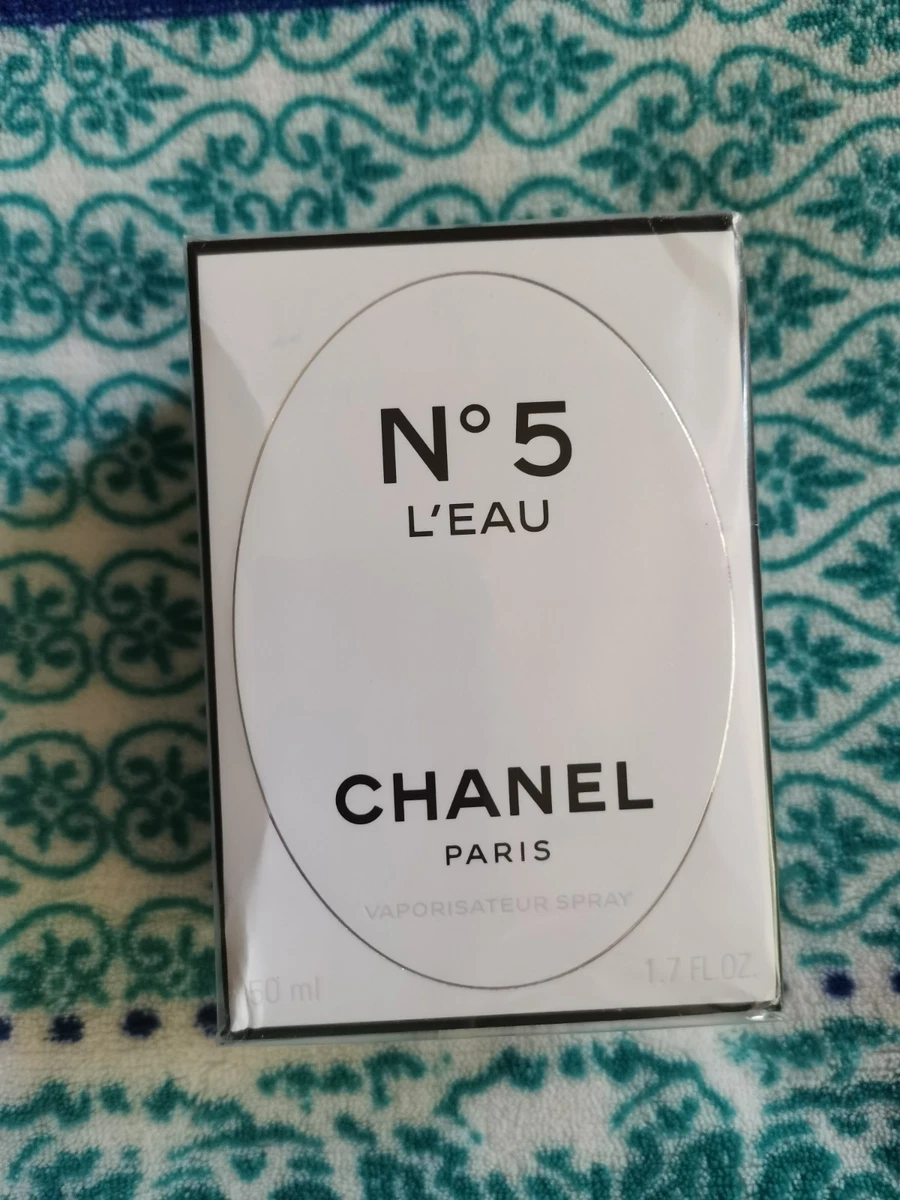 N° 5
L'EAU
CHANEL
PARIS
VAPORISATEUR SPRAY
50 ml 1.7 FL.OZ.